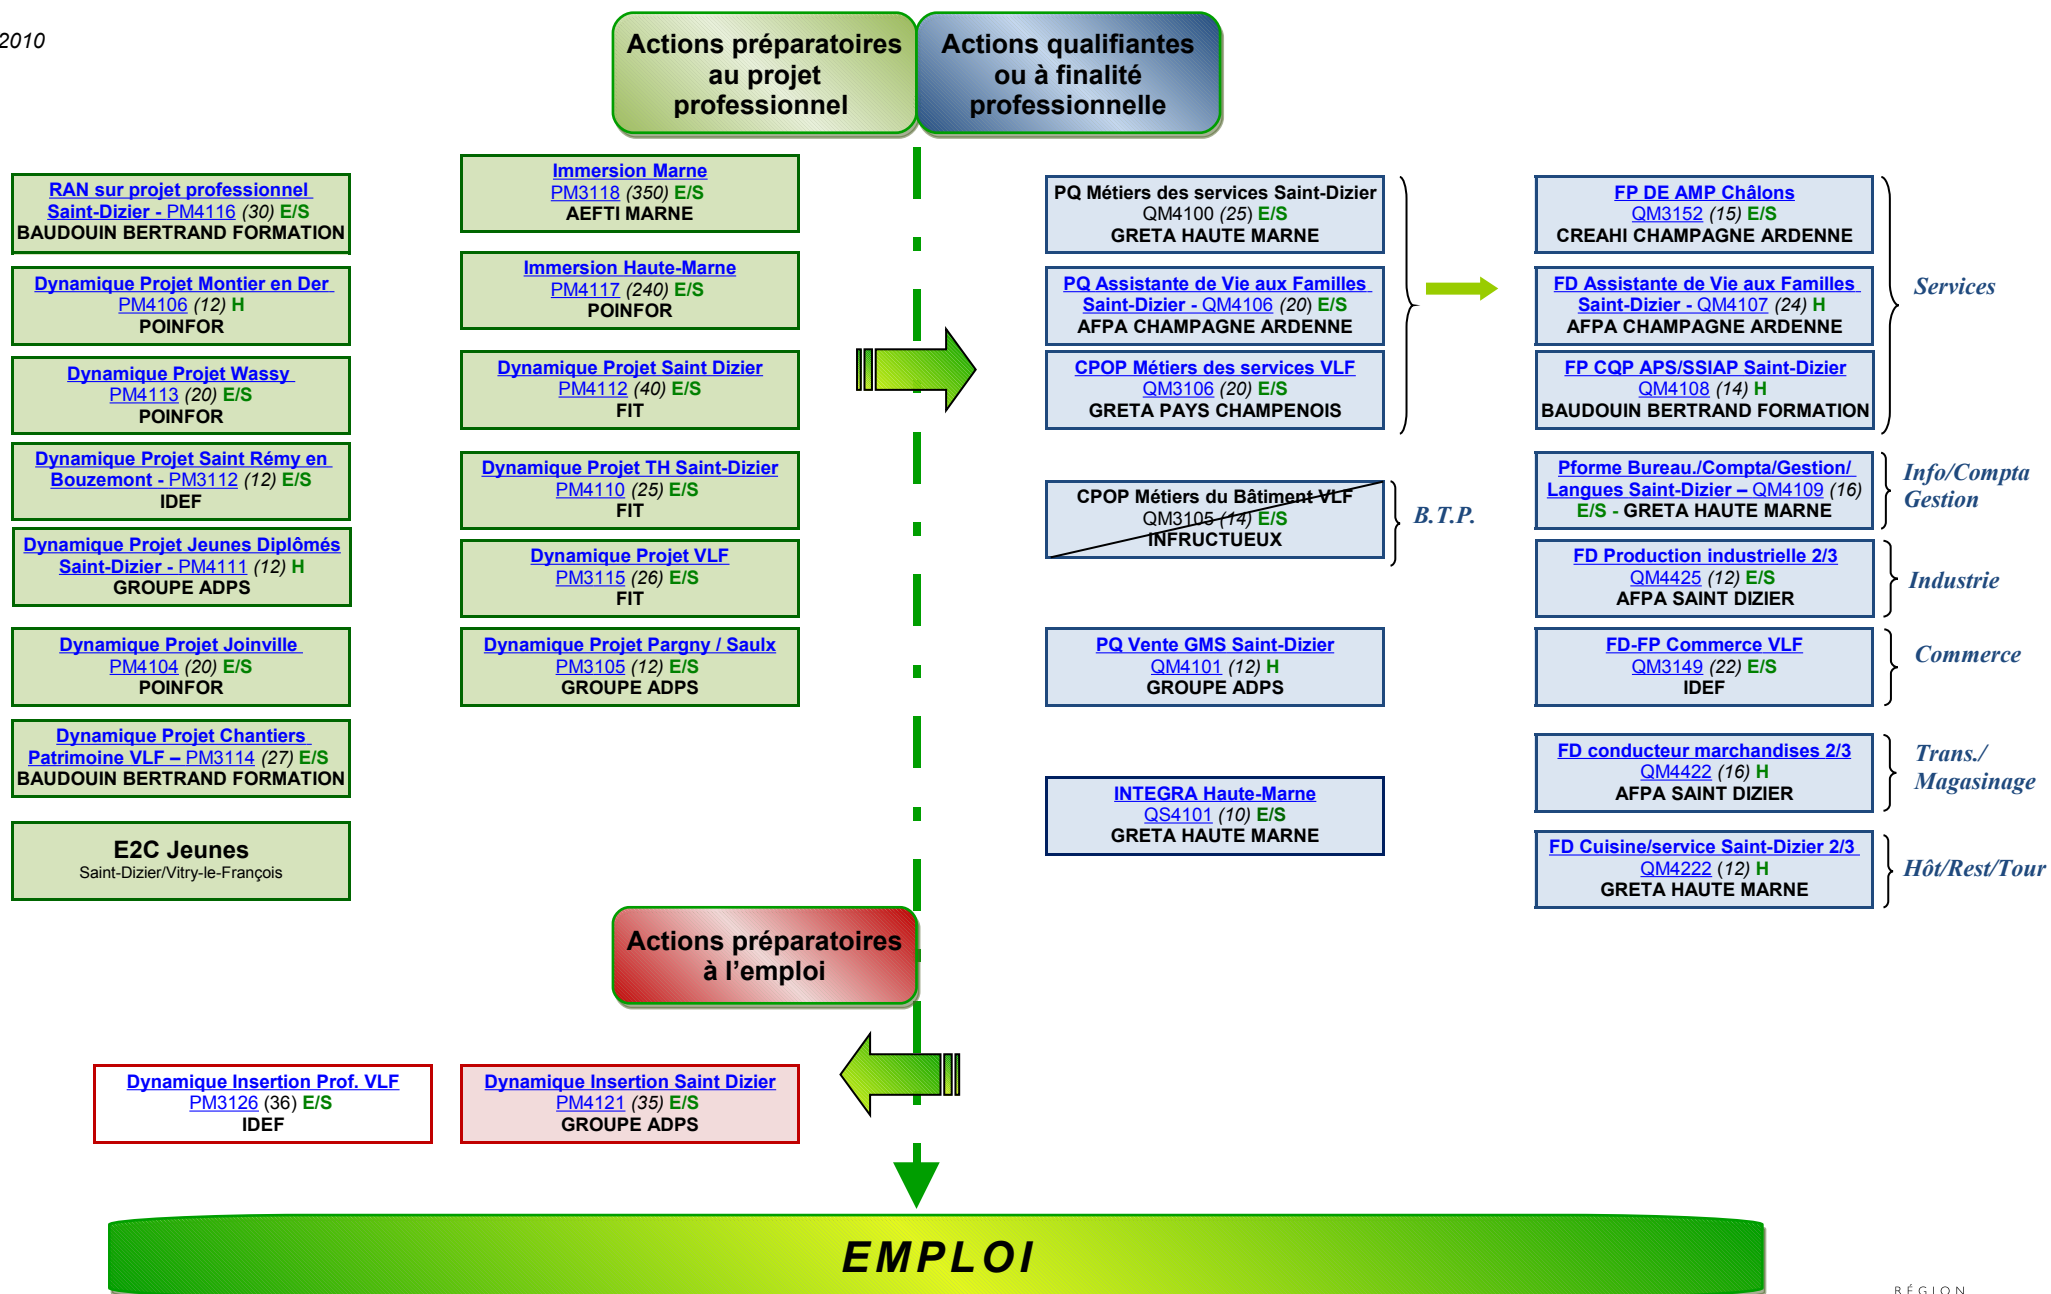 2010
Actions préparatoires
au projet
professionnel
Actions qualifiantes
ou à finalité
professionnelle
RAN sur projet professionnel
Saint-Dizier - PM4116 (30) E/S
BAUDOUIN BERTRAND FORMATION
Dynamique Projet Montier en Der
PM4106 (12) H
POINFOR
Dynamique Projet Wassy
PM4113 (20) E/S
POINFOR
Dynamique Projet Saint Rémy en
Bouzemont - PM3112 (12) E/S
IDEF
Dynamique Projet Jeunes Diplômés
Saint-Dizier - PM4111 (12) H
GROUPE ADPS
Dynamique Projet Joinville
PM4104 (20) E/S
POINFOR
Dynamique Projet Chantiers
Patrimoine VLF – PM3114 (27) E/S
BAUDOUIN BERTRAND FORMATION
E2C Jeunes
Saint-Dizier/Vitry-le-François
Immersion Marne
PM3118 (350) E/S
AEFTI MARNE
Immersion Haute-Marne
PM4117 (240) E/S
POINFOR
Dynamique Projet Saint Dizier
PM4112 (40) E/S
FIT
Dynamique Projet TH Saint-Dizier
PM4110 (25) E/S
FIT
Dynamique Projet VLF
PM3115 (26) E/S
FIT
Dynamique Projet Pargny / Saulx
PM3105 (12) E/S
GROUPE ADPS
PQ Métiers des services Saint-Dizier
QM4100 (25) E/S
GRETA HAUTE MARNE
PQ Assistante de Vie aux Familles
Saint-Dizier - QM4106 (20) E/S
AFPA CHAMPAGNE ARDENNE
CPOP Métiers des services VLF
QM3106 (20) E/S
GRETA PAYS CHAMPENOIS
CPOP Métiers du Bâtiment VLF
QM3105 (14) E/S
INFRUCTUEUX
B.T.P.
PQ Vente GMS Saint-Dizier
QM4101 (12) H
GROUPE ADPS
INTEGRA Haute-Marne
QS4101 (10) E/S
GRETA HAUTE MARNE
FP DE AMP Châlons
QM3152 (15) E/S
CREAHI CHAMPAGNE ARDENNE
FD Assistante de Vie aux Familles
Saint-Dizier - QM4107 (24) H
AFPA CHAMPAGNE ARDENNE
FP CQP APS/SSIAP Saint-Dizier
QM4108 (14) H
BAUDOUIN BERTRAND FORMATION
Services
Pforme Bureau./Compta/Gestion/
Langues Saint-Dizier – QM4109 (16)
E/S - GRETA HAUTE MARNE
Info/Compta
Gestion
FD Production industrielle 2/3
QM4425 (12) E/S
AFPA SAINT DIZIER
Industrie
FD-FP Commerce VLF
QM3149 (22) E/S
IDEF
Commerce
FD conducteur marchandises 2/3
QM4422 (16) H
AFPA SAINT DIZIER
Trans./
Magasinage
FD Cuisine/service Saint-Dizier 2/3
QM4222 (12) H
GRETA HAUTE MARNE
Hôt/Rest/Tour
Actions préparatoires
à l'emploi
Dynamique Insertion Prof. VLF
PM3126 (36) E/S
IDEF
Dynamique Insertion Saint Dizier
PM4121 (35) E/S
GROUPE ADPS
EMPLOI
RÉGION